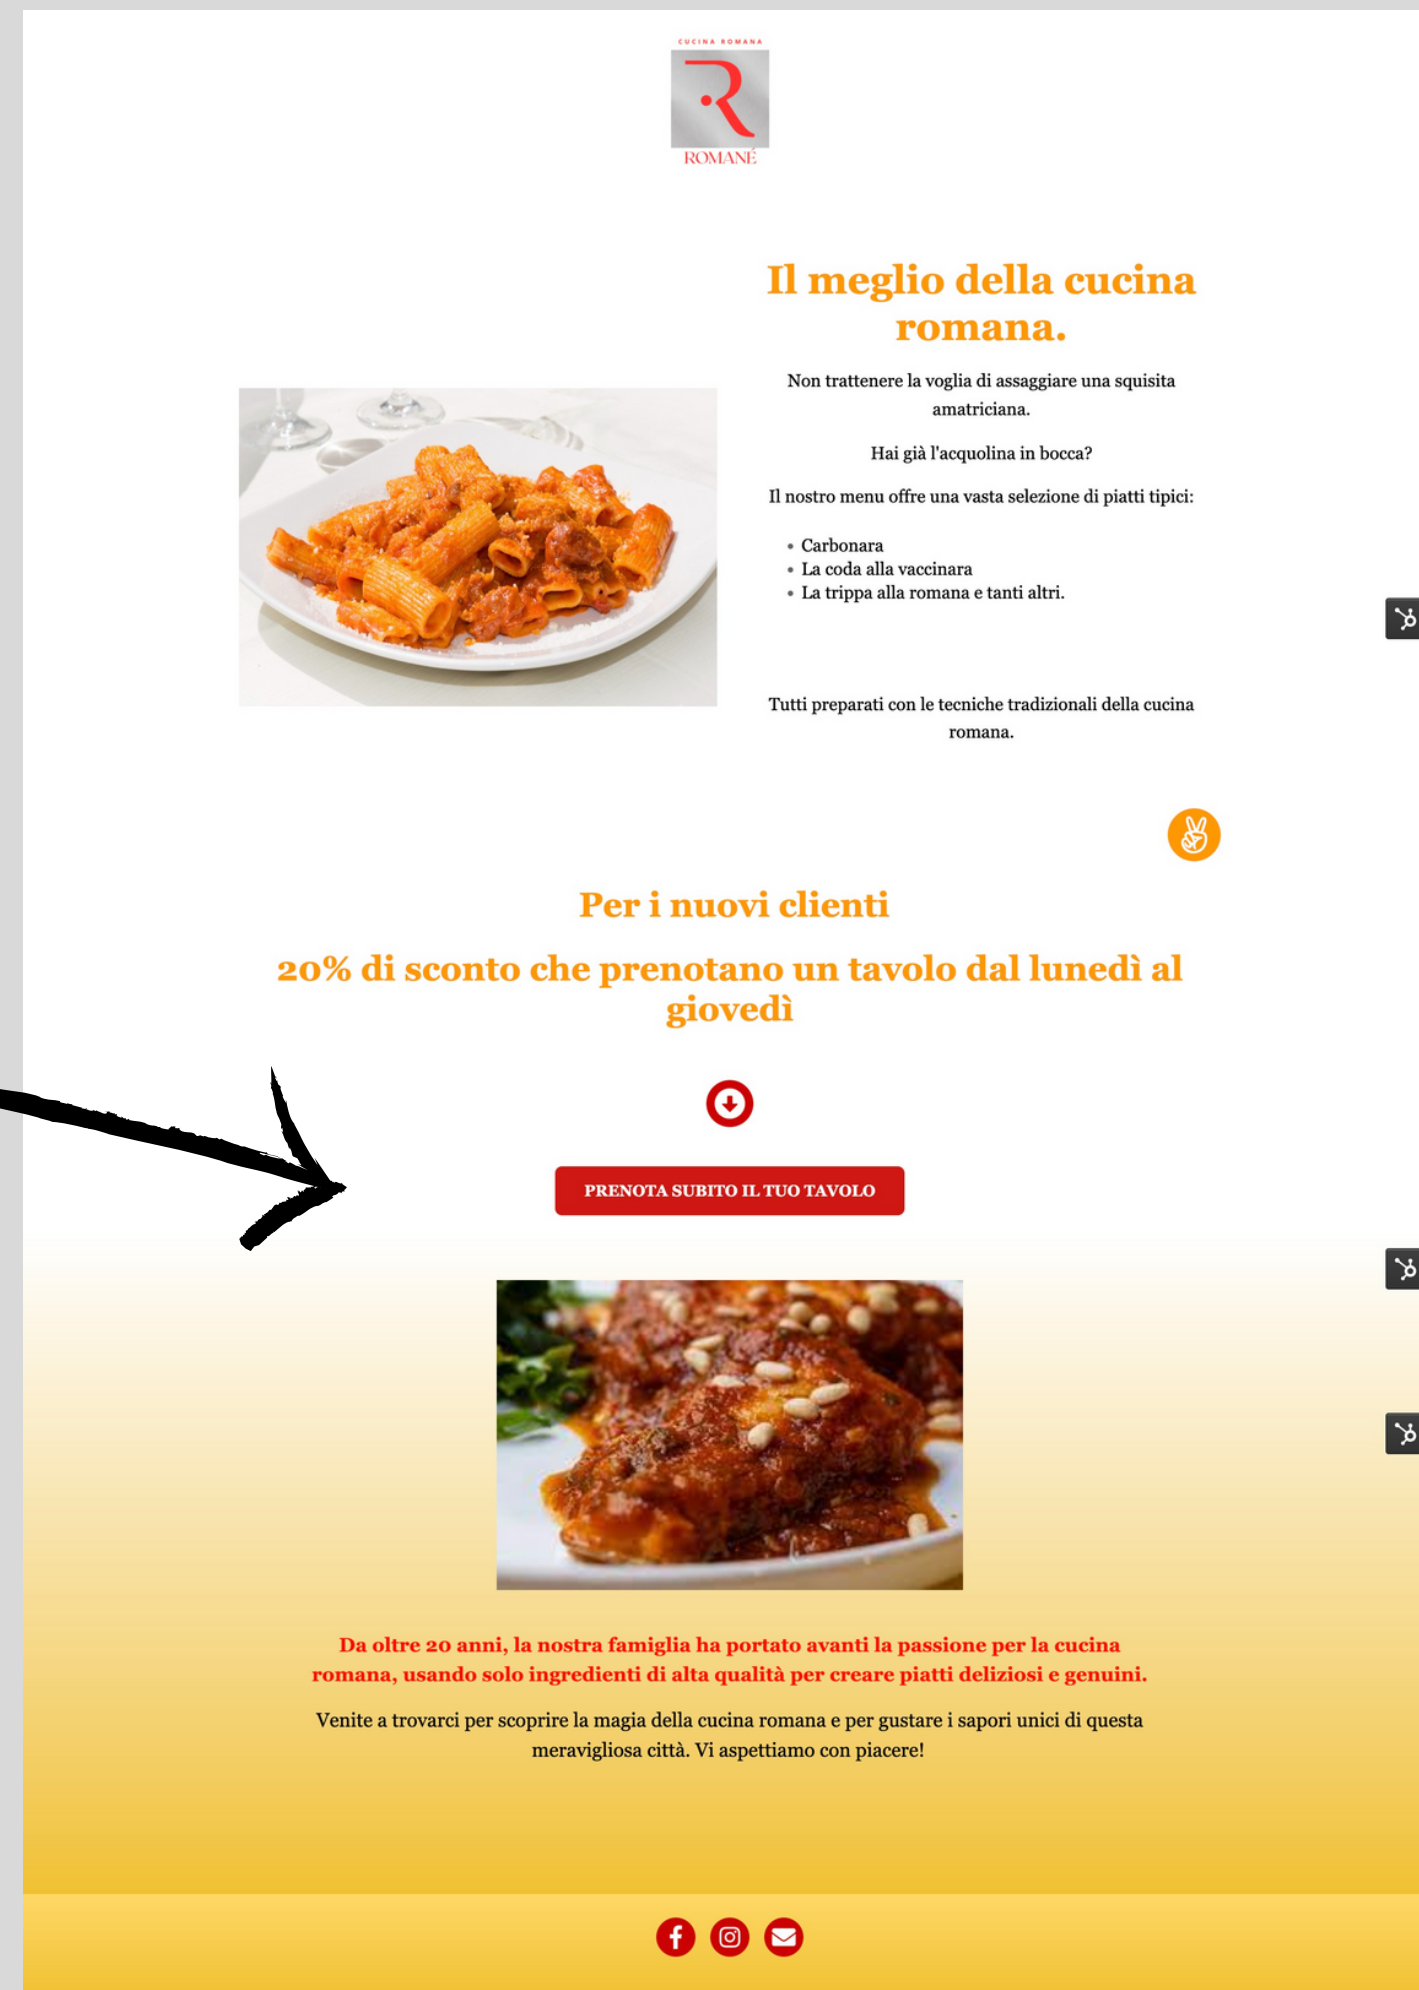 CUCINA ROMANA
R
ROMANÉ
Il meglio della cucina
romana.
Non trattenere la voglia di assaggiare una squisita
amatriciana.
Hai già l'acquolina in bocca?
Il nostro menu offre una vasta selezione di piatti tipici:
• Carbonara
• La coda alla vaccinara
• La trippa alla romana e tanti altri.
Tutti preparati con le tecniche tradizionali della cucina
romana.
Per i nuovi clienti
20% di sconto che prenotano un tavolo dal lunedì al
giovedì
PRENOTA SUBITO IL TUO TAVOLO
Da oltre 20 anni, la nostra famiglia ha portato avanti la passione per la cucina
romana, usando solo ingredienti di alta qualità per creare piatti deliziosi e genuini.
Venite a trovarci per scoprire la magia della cucina romana e per gustare i sapori unici di questa
meravigliosa città. Vi aspettiamo con piacere!